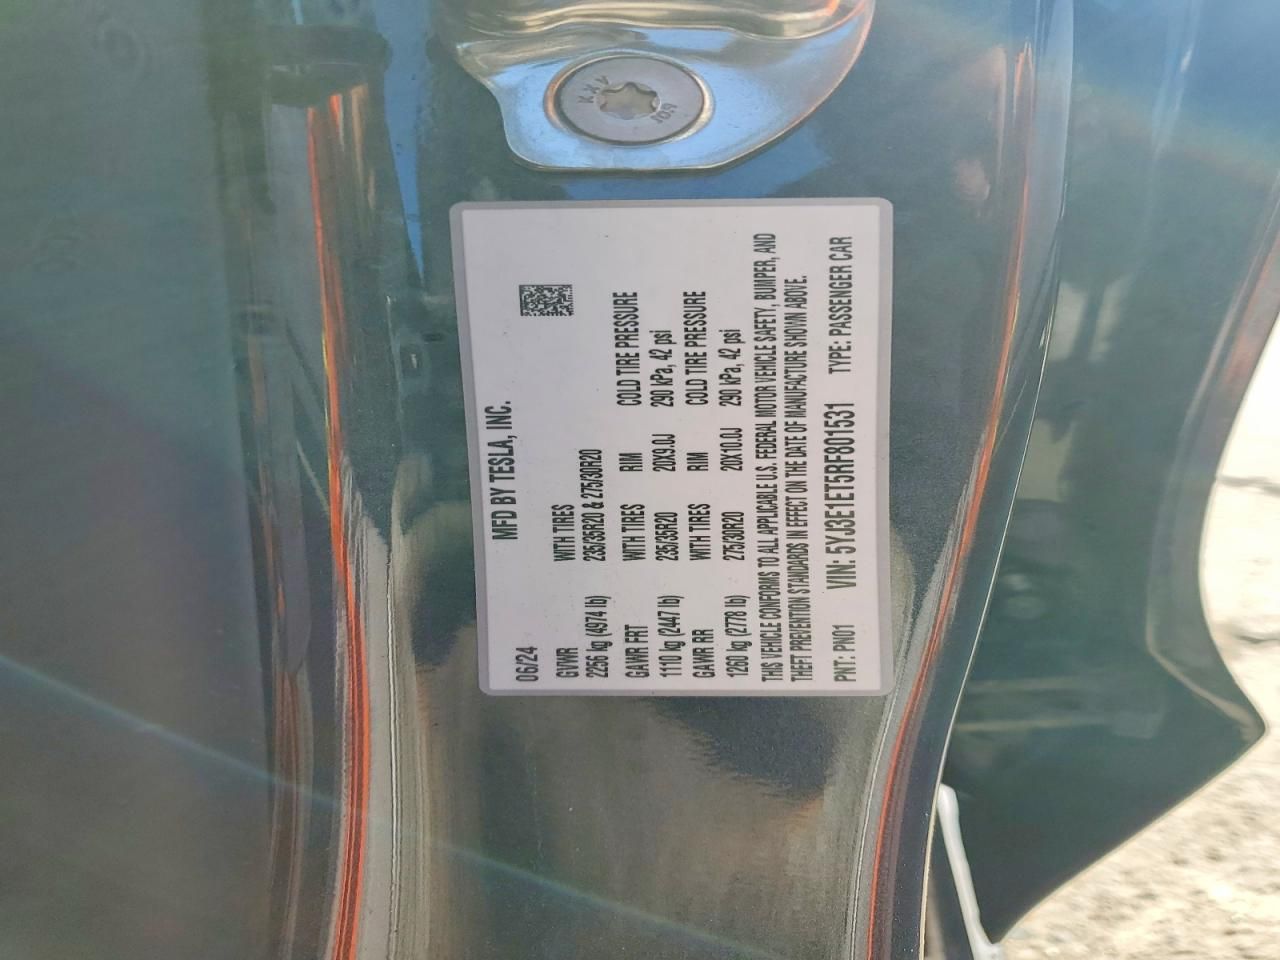 MFD BY TESLA, INC.
06/24
GVWR WITH TIRES
2256 kg (4974 lb) 235/35R20 & 275/30R20
GAWR FRT WITH TIRES RIM COLD TIRE PRESSURE
1110 kg (2447 lb) 235/35R20 20X9.0J 290 kPa, 42 psi
GAWR RR WITH TIRES RIM COLD TIRE PRESSURE
1260 kg (2778 lb) 275/30R20 20X10.0J 290 kPa, 42 psi
THIS VEHICLE CONFORMS TO ALL APPLICABLE U.S. FEDERAL MOTOR VEHICLE SAFETY, BUMPER, AND
THEFT PREVENTION STANDARDS IN EFFECT ON THE DATE OF MANUFACTURE SHOWN ABOVE.
PNT: PN01 VIN: 5YJ3E1ET5RF801531 TYPE: PASSENGER CAR
KXK
10.9